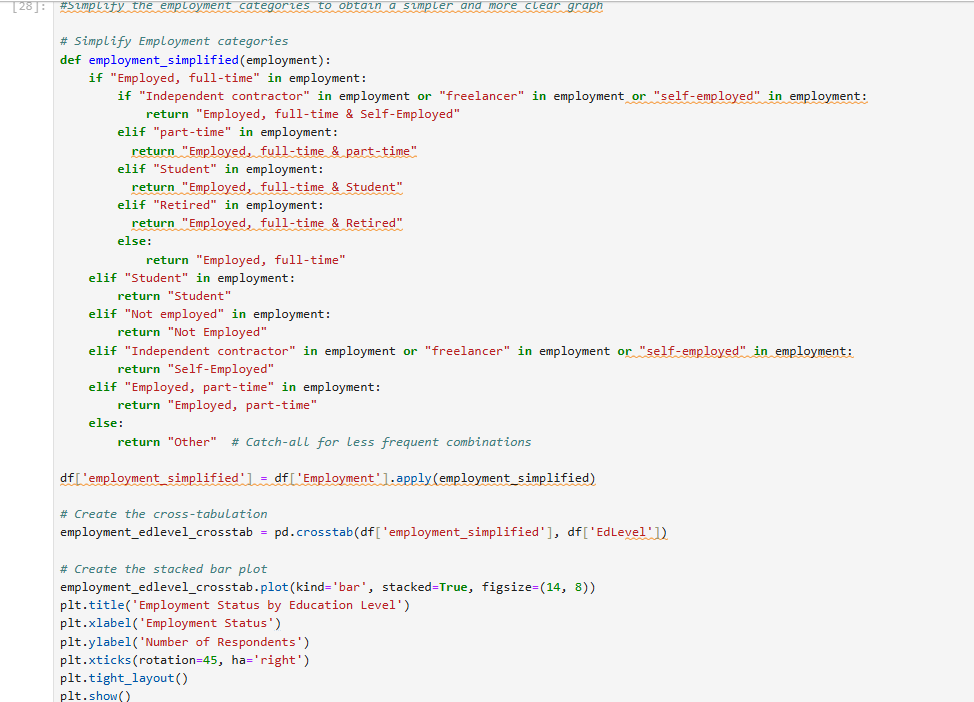 [28]: #Simplify the employment categories to obtain a simpler and more clear graph
# Simplify Employment categories
def employment_simplified(employment):
    if "Employed, full-time" in employment:
        if "Independent contractor" in employment or "freelancer" in employment or "self-employed" in employment:
            return "Employed, full-time & Self-Employed"
        elif "part-time" in employment:
          return "Employed, full-time & part-time"
        elif "Student" in employment:
          return "Employed, full-time & Student"
        elif "Retired" in employment:
          return "Employed, full-time & Retired"
        else:
            return "Employed, full-time"
    elif "Student" in employment:
        return "Student"
    elif "Not employed" in employment:
        return "Not Employed"
    elif "Independent contractor" in employment or "freelancer" in employment or "self-employed" in employment:
        return "Self-Employed"
    elif "Employed, part-time" in employment:
        return "Employed, part-time"
    else:
        return "Other"  # Catch-all for less frequent combinations
df['employment_simplified'] = df['Employment'].apply(employment_simplified)
# Create the cross-tabulation
employment_edlevel_crosstab = pd.crosstab(df['employment_simplified'], df['EdLevel'])
# Create the stacked bar plot
employment_edlevel_crosstab.plot(kind='bar', stacked=True, figsize=(14, 8))
plt.title('Employment Status by Education Level')
plt.xlabel('Employment Status')
plt.ylabel('Number of Respondents')
plt.xticks(rotation=45, ha='right')
plt.tight_layout()
plt.show()